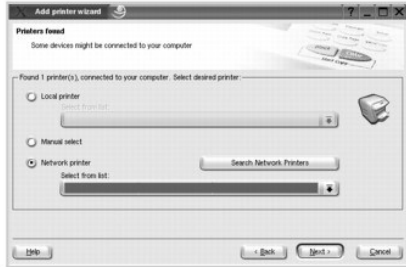 Add printer wizard
Printers found
Some devices might be connected to your computer
Found 1 printer(s), connected to your computer. Select desired printer:
Local printer
Select from list:
Manual select
Network printer
Search Network Printers
Select from list:
Help
< Back
Next >
Cancel